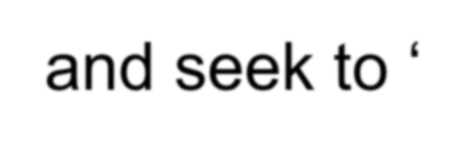 and seek to ‘